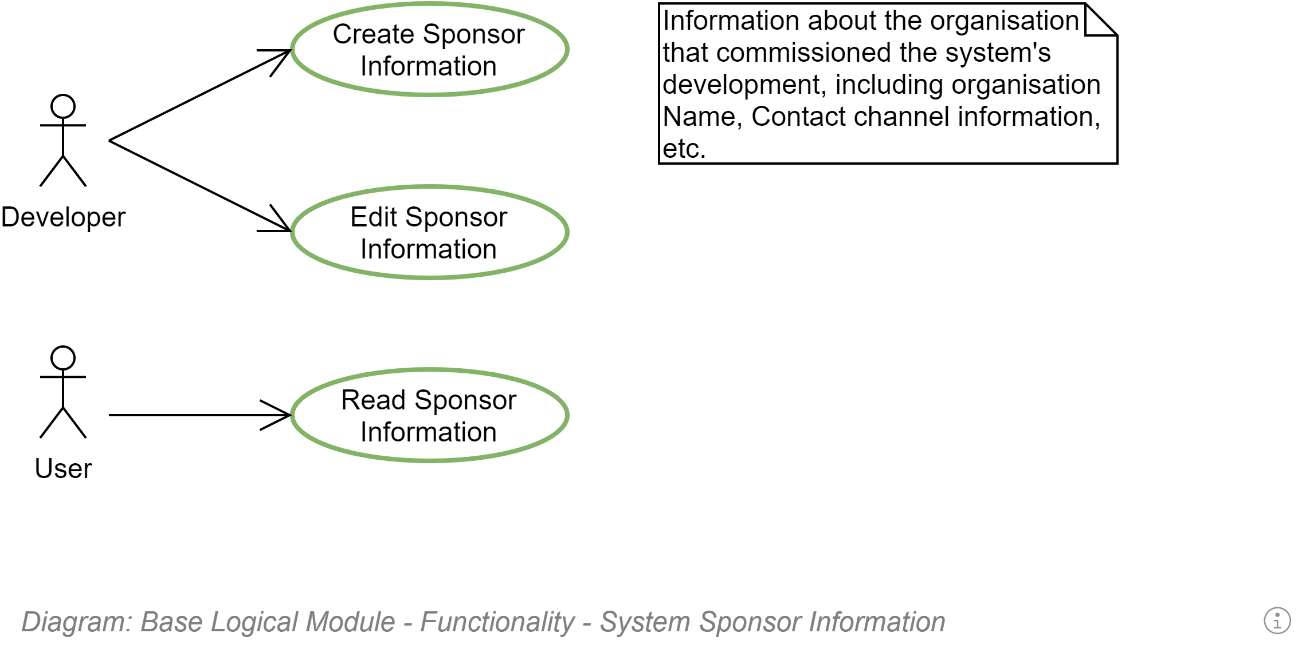 Create Sponsor
Information
Information about the organisation
that commissioned the system's
development, including organisation
Name, Contact channel information,
etc.
Developer
Edit Sponsor
Information
Read Sponsor
Information
User
Diagram: Base Logical Module - Functionality - System Sponsor Information